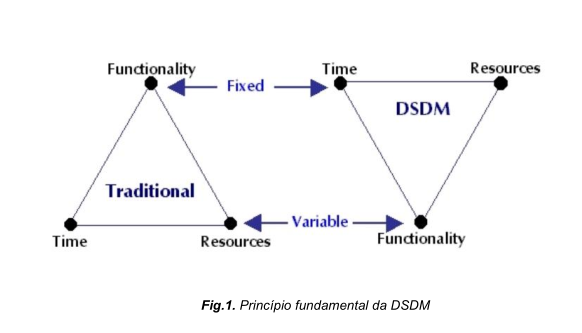 Functionality
Fixed
Time
Resources
DSDM
Traditional
Time
Resources
Variable
Functionality
Fig.1. Princípio fundamental da DSDM